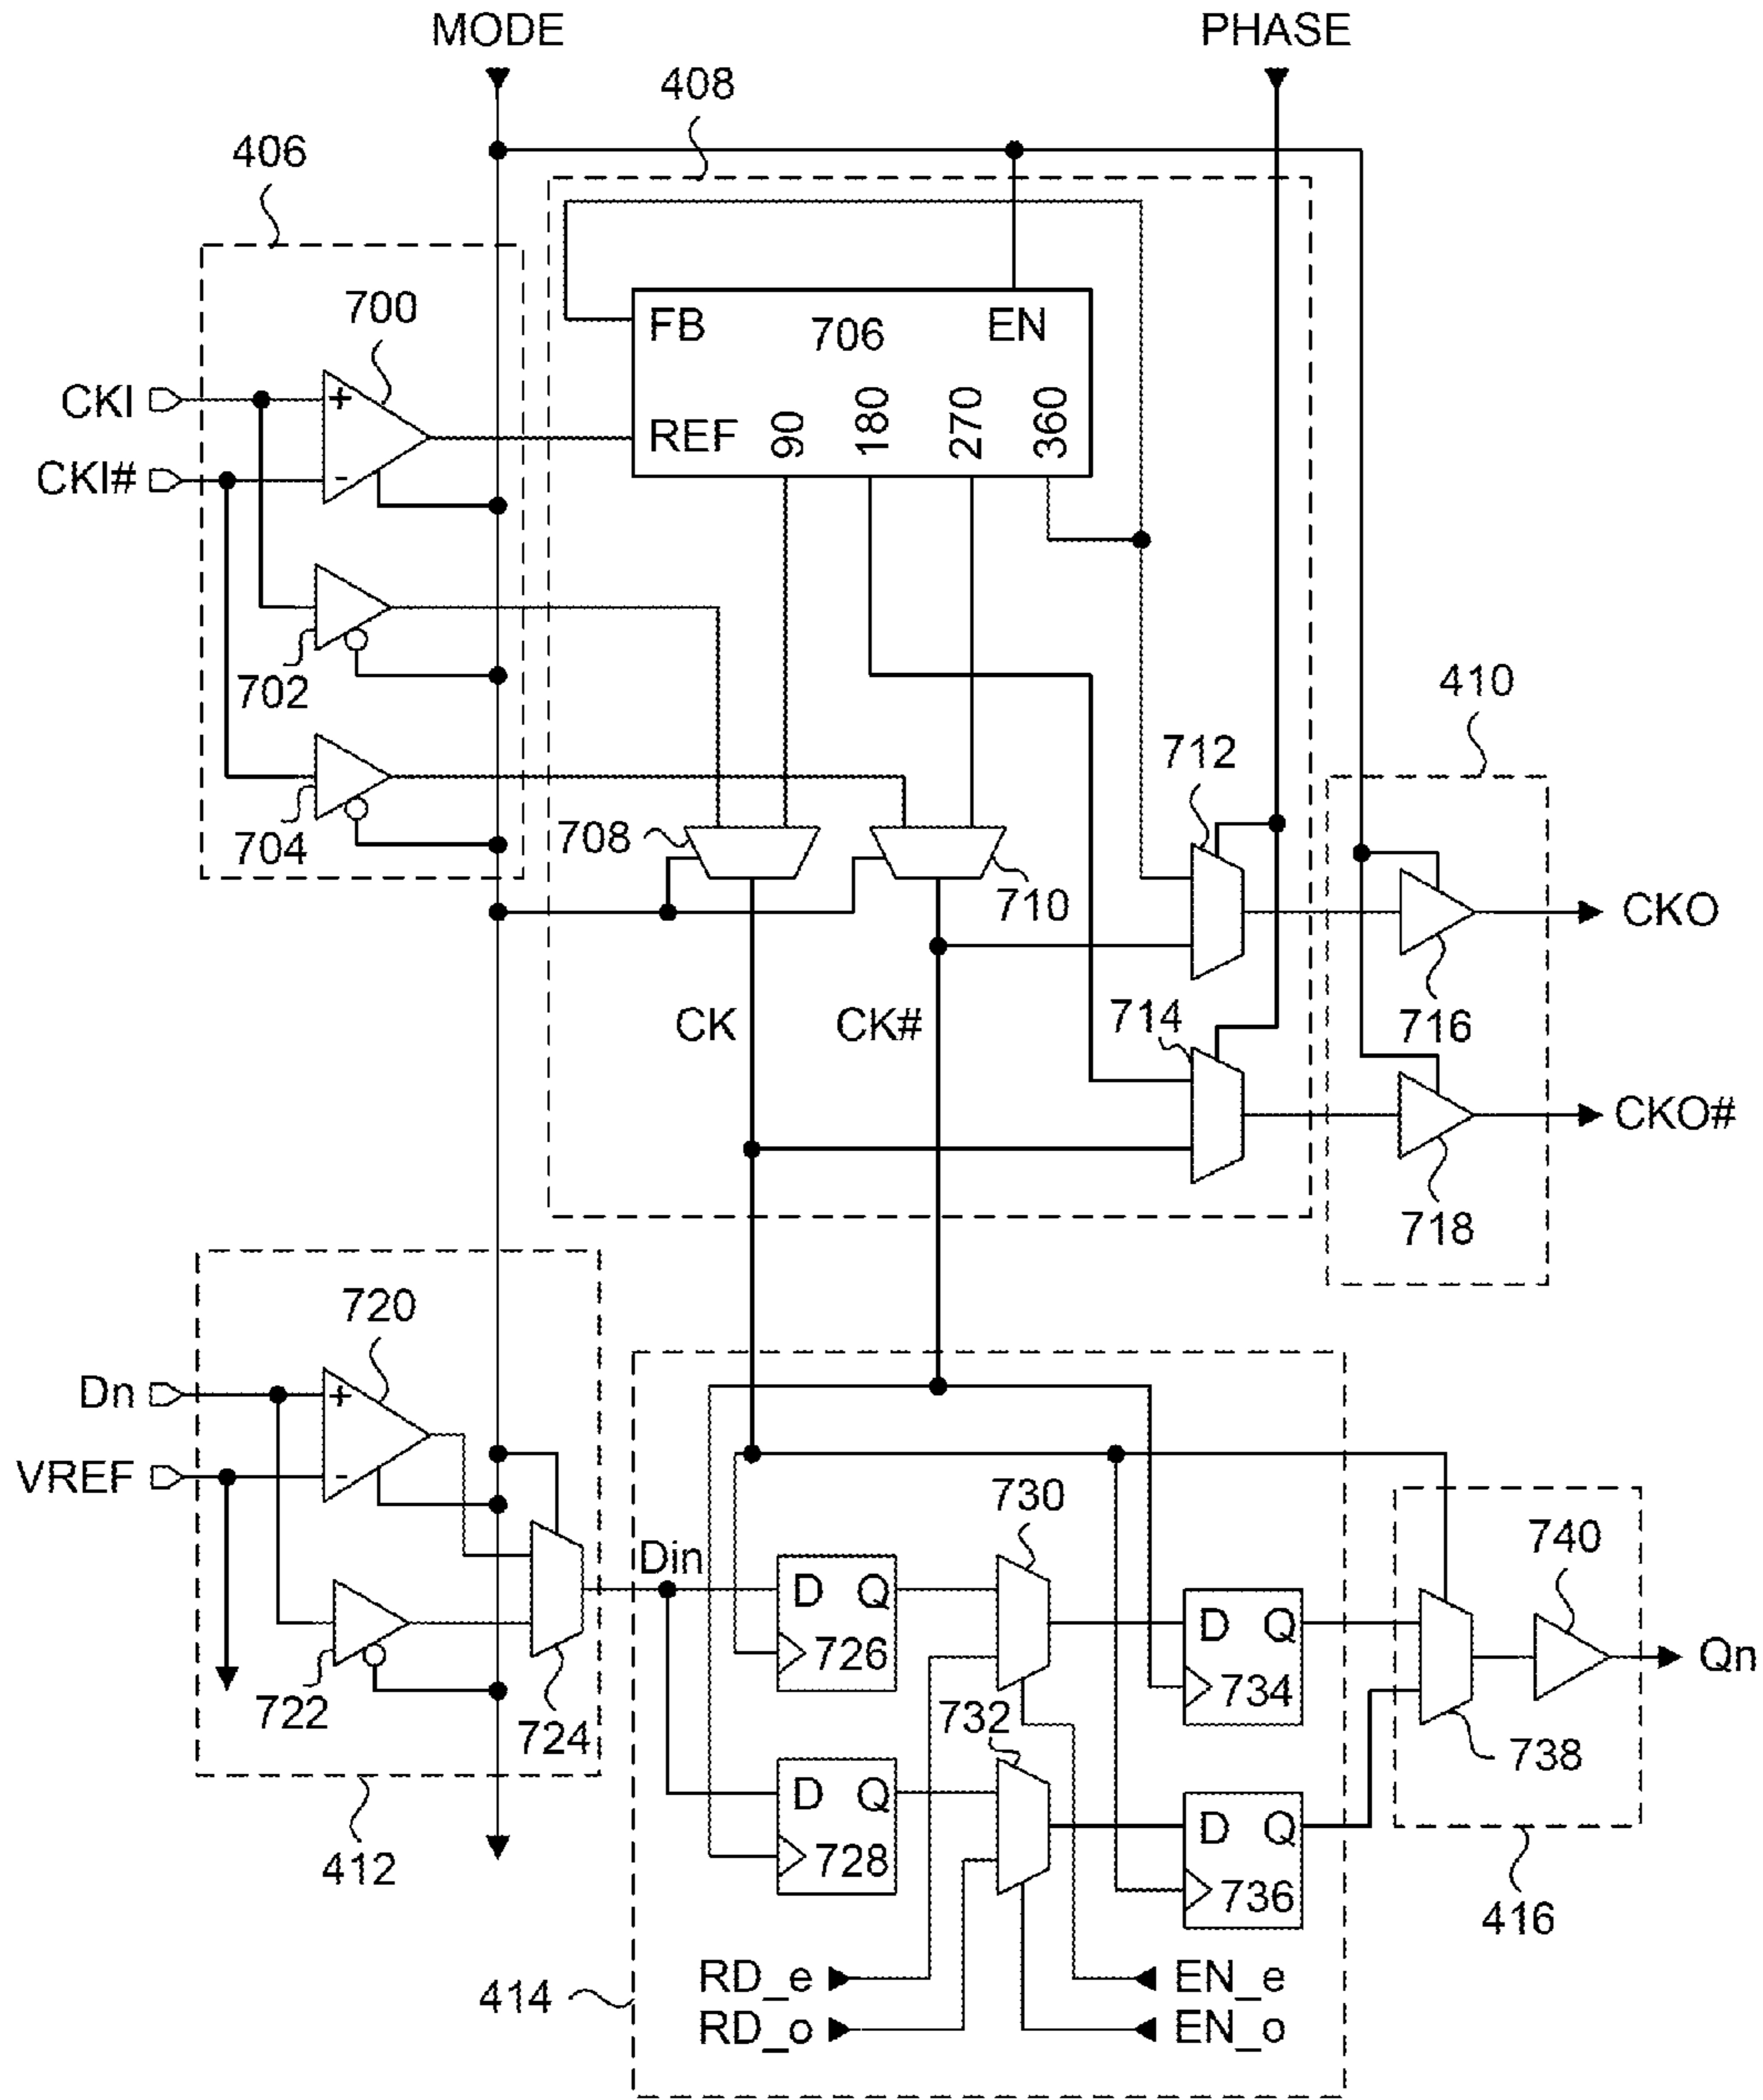 MODE
PHASE
408
406
700
FB
706
EN
CKI
REF
90
180
270
360
CKI#
702
410
712
704
708
710
CKO
CK
CK#
714
716
CKO#
718
720
Dn
VREF
730
740
Din
D Q
726
D Q
734
Qn
722
724
732
738
D Q
728
D Q
736
412
416
RD_e
EN_e
414
RD_o
EN_o
+
-
+
-